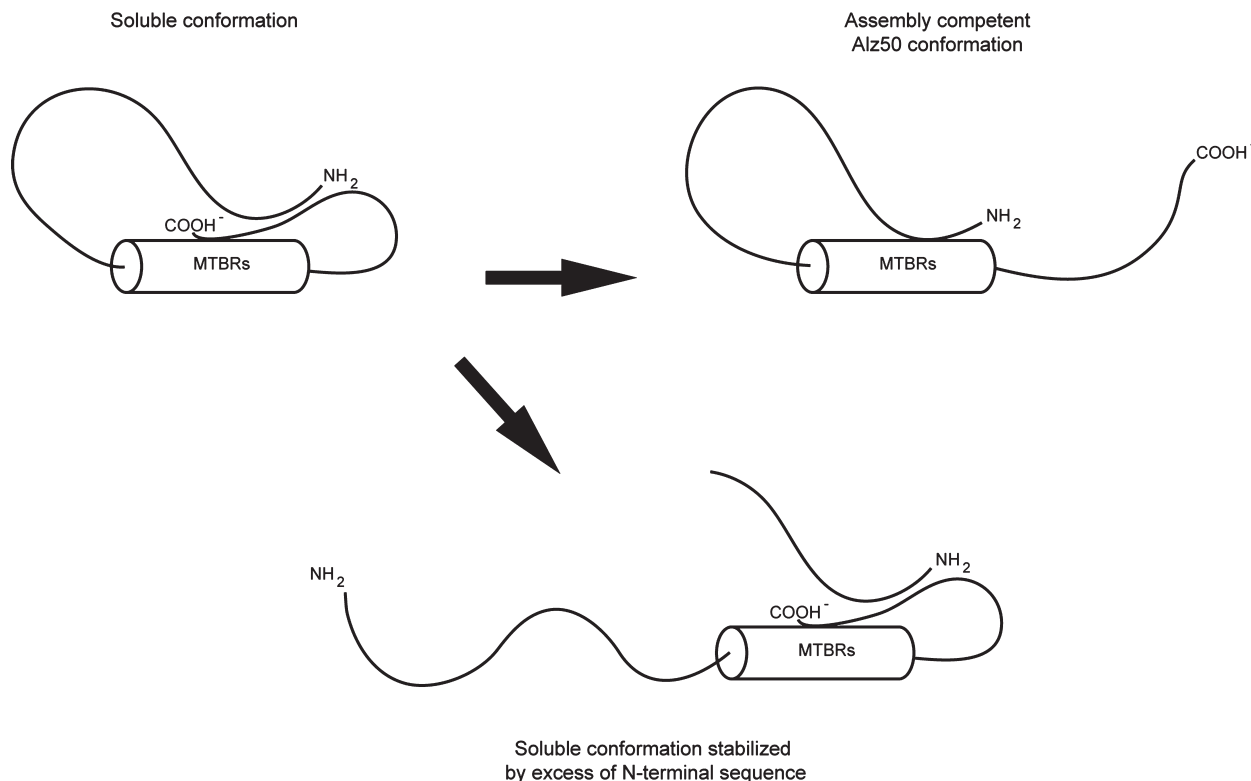 Soluble conformation
Assembly competent
Alz50 conformation
NH2
COOH-
MTBRs
COOH-
NH2
MTBRs
NH2
NH2
COOH-
MTBRs
Soluble conformation stabilized
by excess of N-terminal sequence